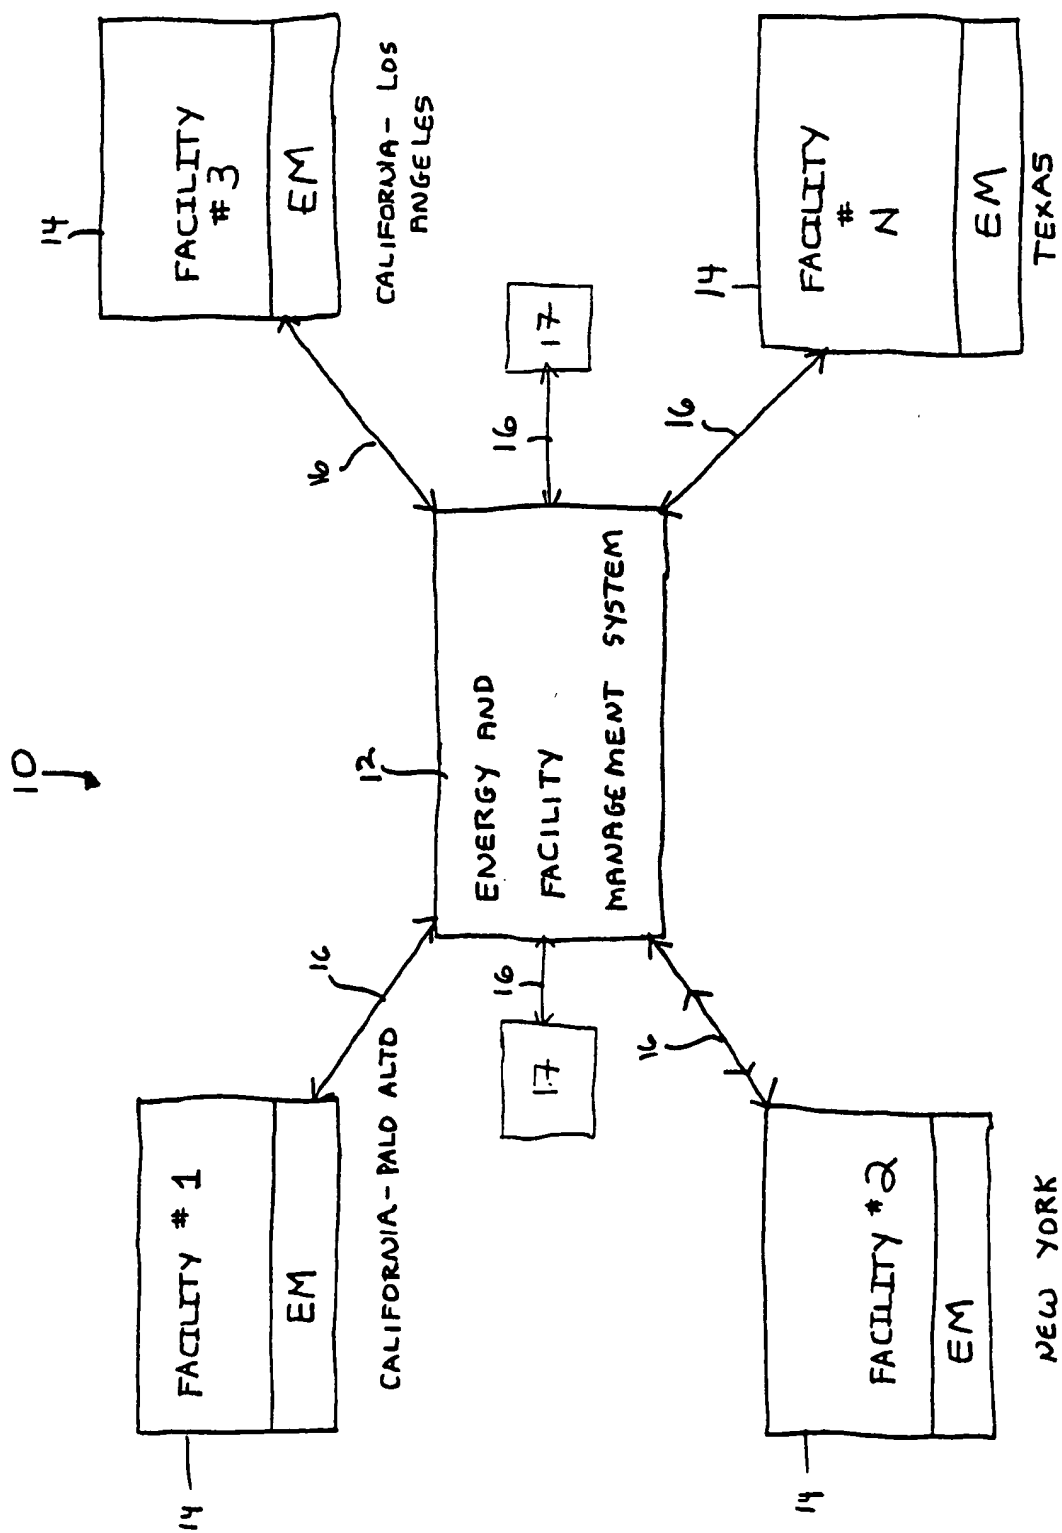 10
14
FACILITY # 1
EM
CALIFORNIA - PALO ALTO
16
12
ENERGY AND
FACILITY
MANAGEMENT SYSTEM
16
14
FACILITY
# 3
EM
CALIFORNIA - LOS
ANGELES
17
16
16
17
14
FACILITY #2
EM
NEW YORK
16
16
14
FACILITY
#
N
EM
TEXAS